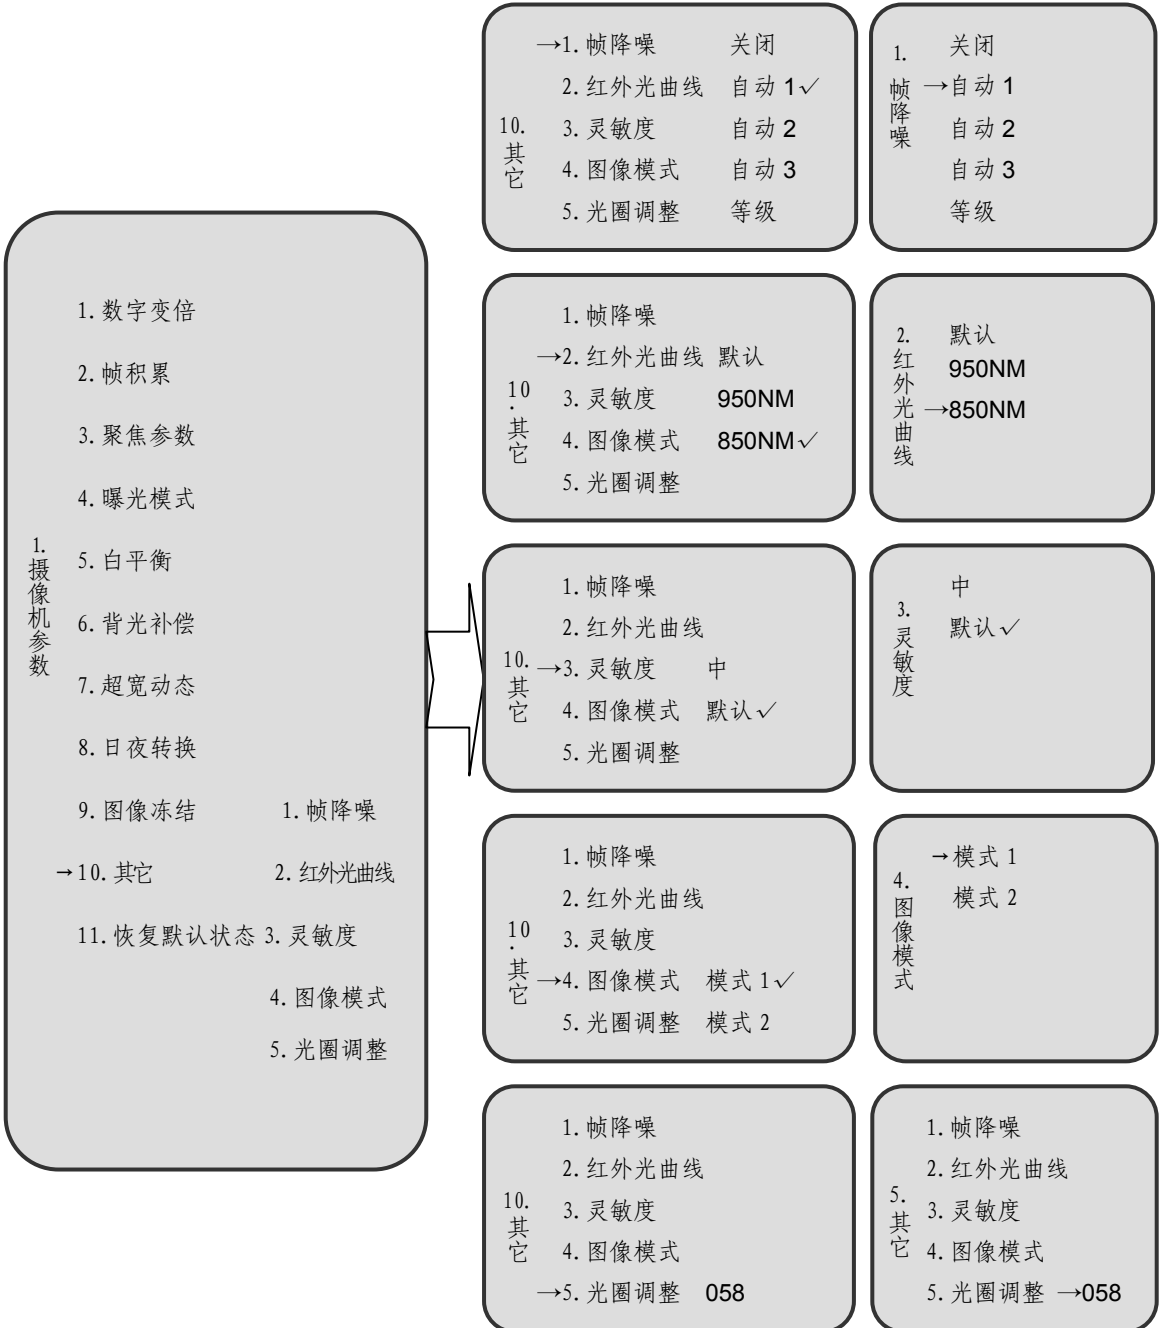 1.摄像机参数
1.数字变倍
2.帧积累
3.聚焦参数
4.曝光模式
5.白平衡
6.背光补偿
7.超宽动态
8.日夜转换
9.图像冻结 1.帧降噪
→10.其它 2.红外光曲线
11.恢复默认状态 3.灵敏度
4.图像模式
5.光圈调整
10.其它
→1.帧降噪 关闭
2.红外光曲线 自动 1✓
3.灵敏度 自动 2
4.图像模式 自动 3
5.光圈调整 等级
1.帧降噪
关闭
→自动 1
自动 2
自动 3
等级
10.其它
1.帧降噪
→2.红外光曲线 默认
3.灵敏度 950NM
4.图像模式 850NM✓
5.光圈调整
2.红外光曲线
默认
950NM
→850NM
10.其它
1.帧降噪
2.红外光曲线
→3.灵敏度 中
4.图像模式 默认✓
5.光圈调整
3.灵敏度
中
默认✓
10.其它
1.帧降噪
2.红外光曲线
3.灵敏度
→4.图像模式 模式 1✓
5.光圈调整 模式 2
4.图像模式
→模式 1
模式 2
10.其它
1.帧降噪
2.红外光曲线
3.灵敏度
4.图像模式
→5.光圈调整 058
5.其它
1.帧降噪
2.红外光曲线
3.灵敏度
4.图像模式
5.光圈调整 →058